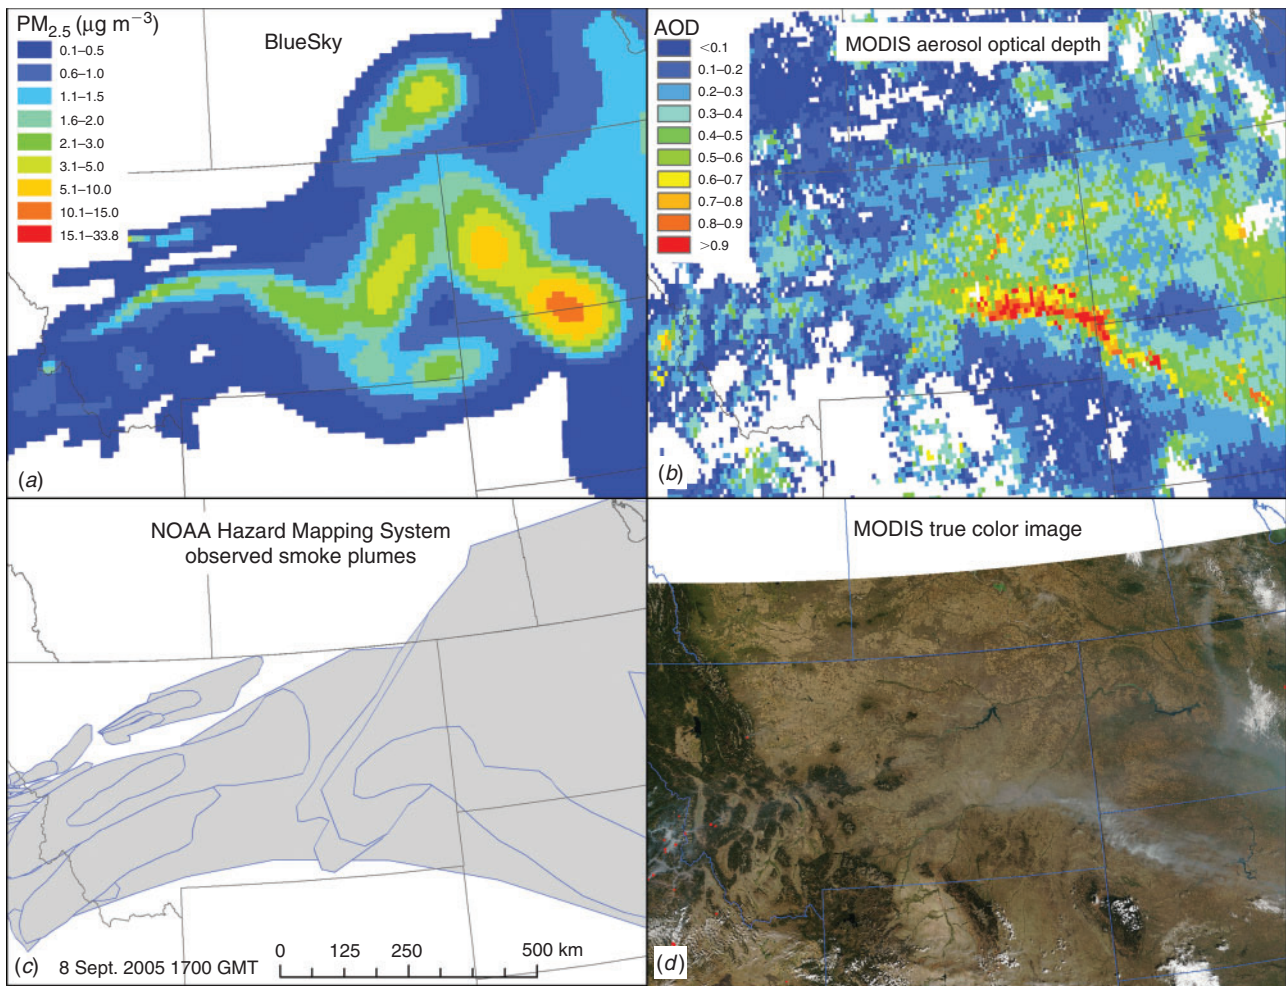 PM2.5 (μg m−3)
BlueSky
0.1–0.5
0.6–1.0
1.1–1.5
1.6–2.0
2.1–3.0
3.1–5.0
5.1–10.0
10.1–15.0
15.1–33.8
(a)
AOD
MODIS aerosol optical depth
<0.1
0.1–0.2
0.2–0.3
0.3–0.4
0.4–0.5
0.5–0.6
0.6–0.7
0.7–0.8
0.8–0.9
>0.9
(b)
NOAA Hazard Mapping System
observed smoke plumes
0 125 250 500 km
(c) 8 Sept. 2005 1700 GMT
MODIS true color image
(d)